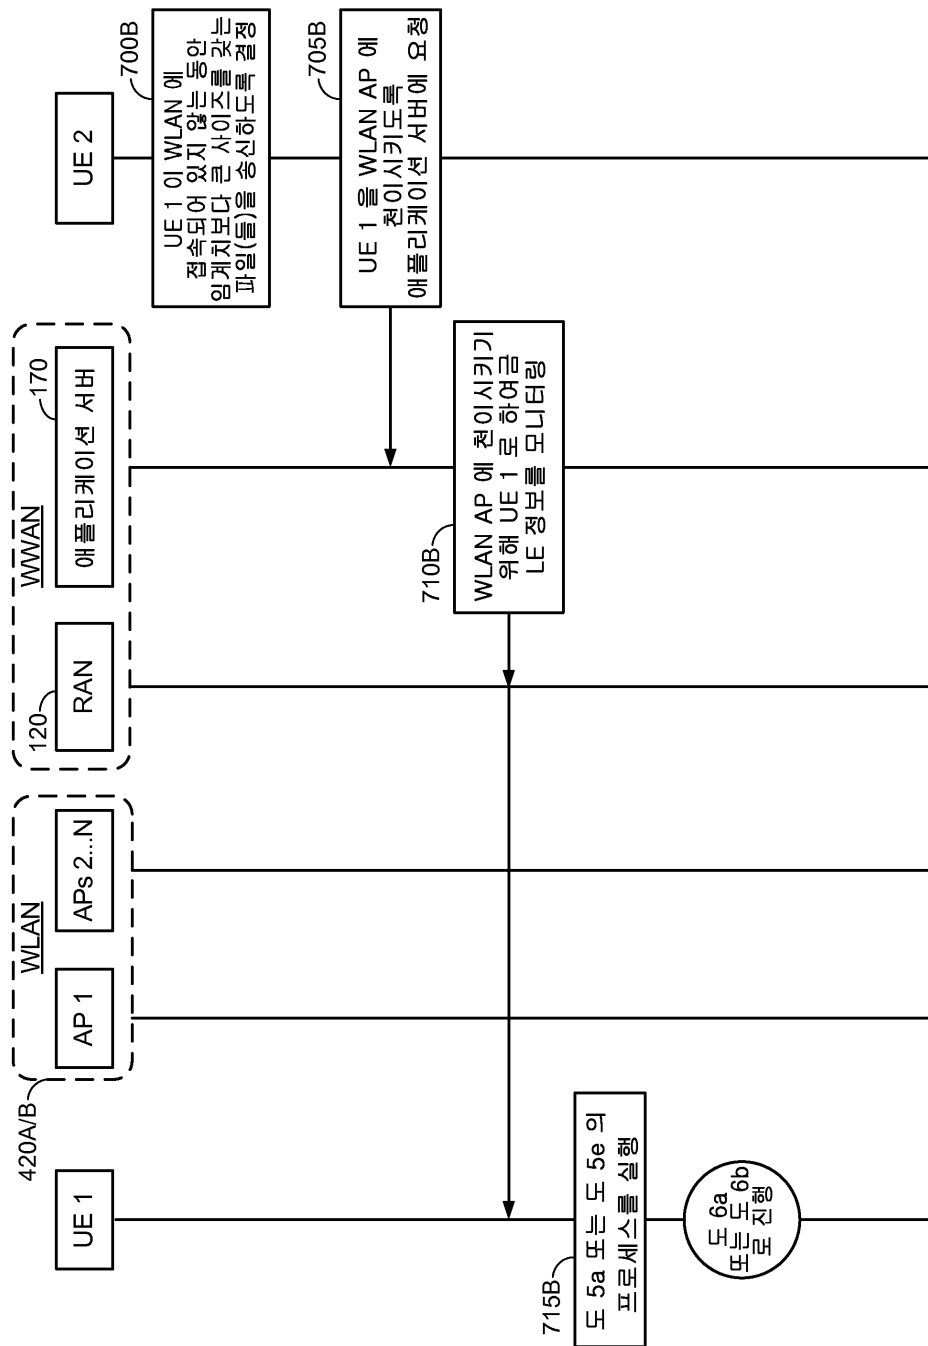 UE 1
420A/B
WLAN
AP 1
APs 2...N
WWAN
120
RAN
170
애플리케이션 서버
UE 2
700B
UE 1 이 WLAN 에
접속되어 있지 않는 동안
임계치보다 큰 사이즈를 갖는
파일(들)을 송신하도록 결정
705B
UE 1 을 WLAN AP 에
천이시키도록
애플리케이션 서버에 요청
710B
WLAN AP 에 천이시키기
위해 UE 1 로 하여금
LE 정보를 모니터링
715B
도 5a 또는 도 5e 의
프로세스를 실행
도 6a
또는 도 6b
로 진행